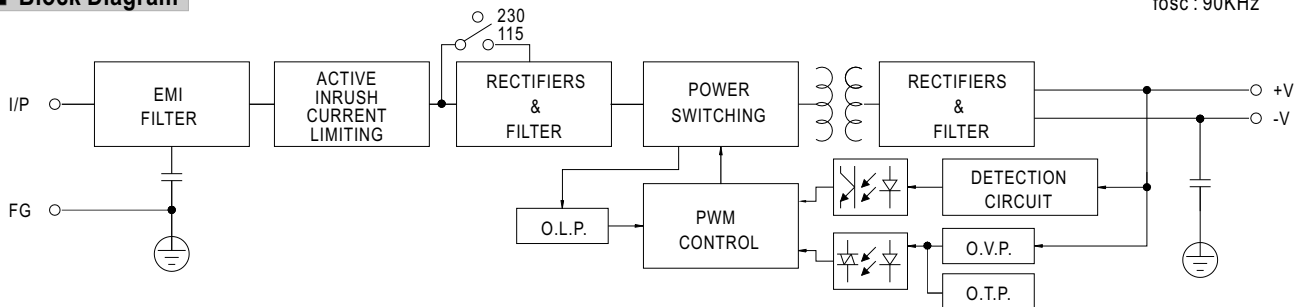 Block Diagram
fosc : 90KHz
230
115
I/P
EMI
FILTER
ACTIVE
INRUSH
CURRENT
LIMITING
RECTIFIERS
&
FILTER
POWER
SWITCHING
RECTIFIERS
&
FILTER
+V
-V
FG
O.L.P.
PWM
CONTROL
DETECTION
CIRCUIT
O.V.P.
O.T.P.